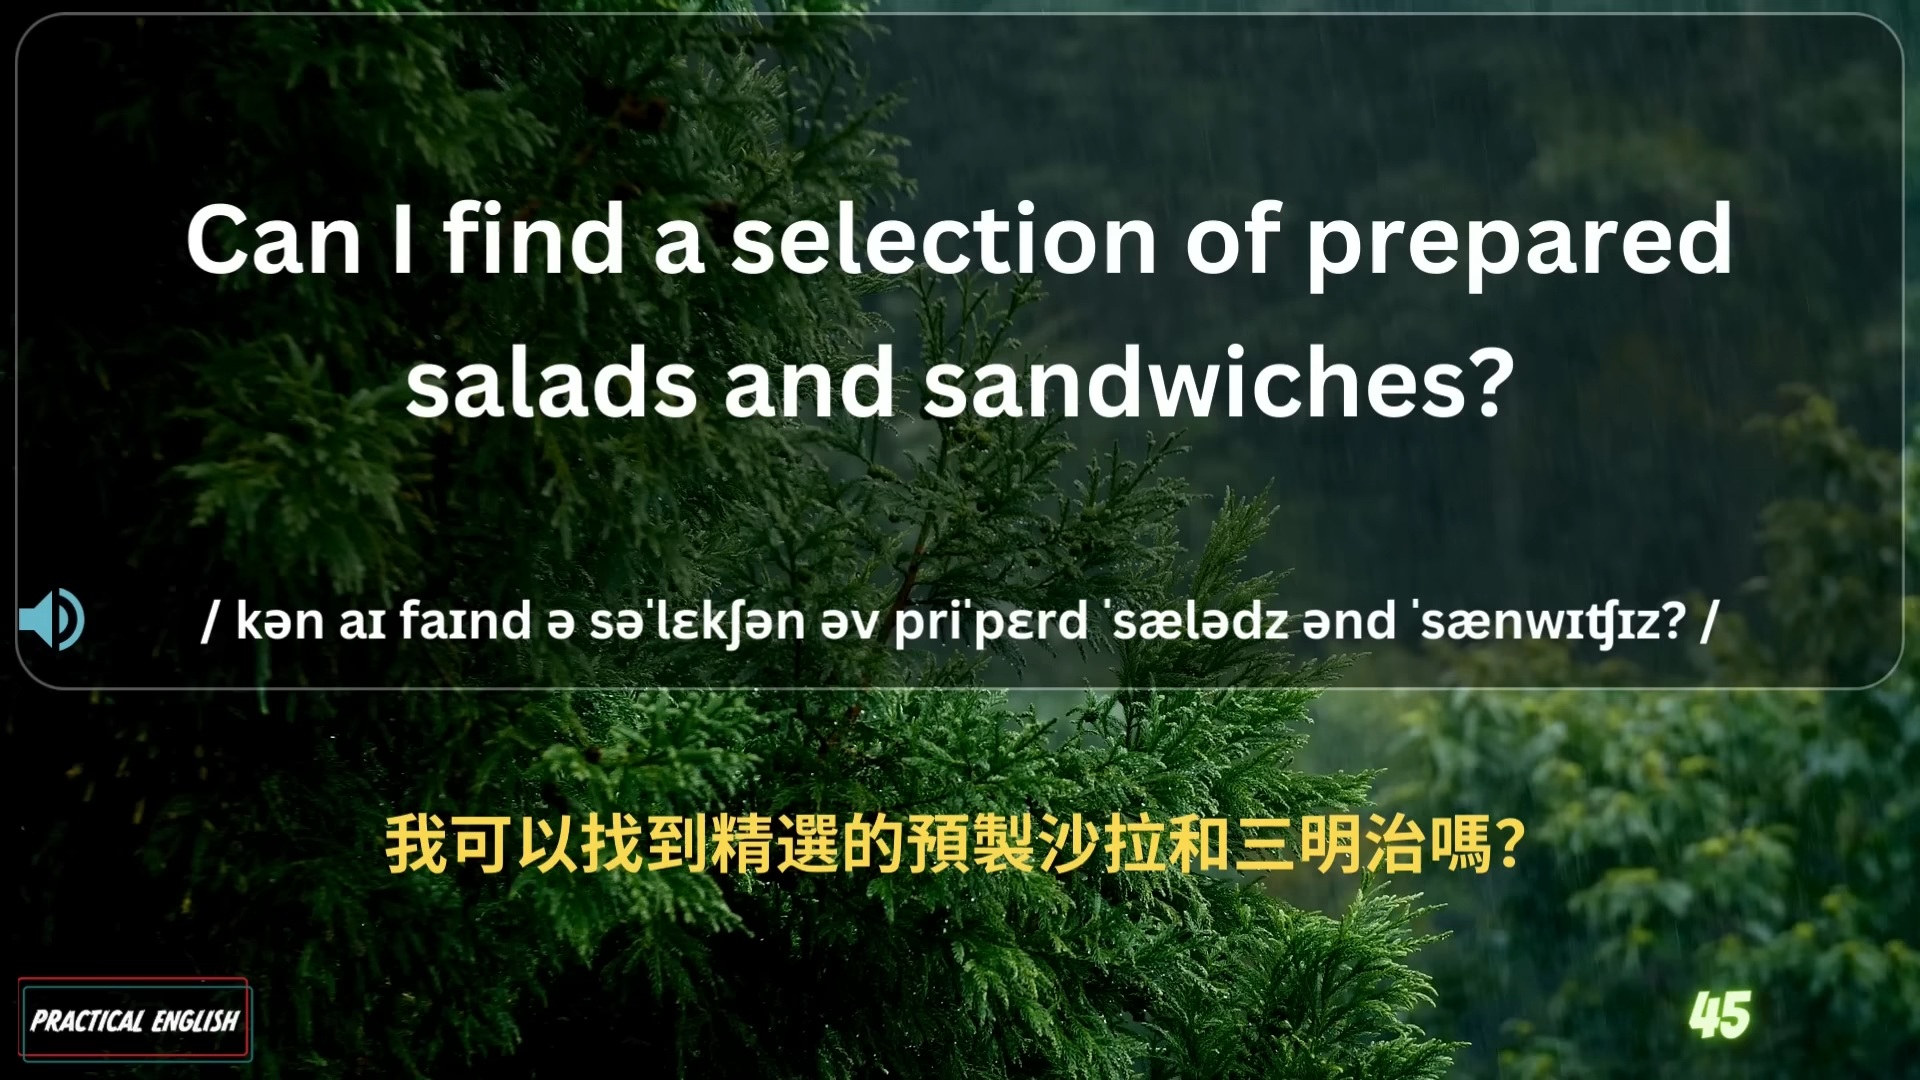 Can I find a selection of prepared
salads and sandwiches?
/ kən aɪ faɪnd ə səˈlɛkʃən əv priˈpɛrd ˈsælədz ənd ˈsænwɪʧɪz? /
我可以找到精選的預製沙拉和三明治嗎?
PRACTICAL ENGLISH
45